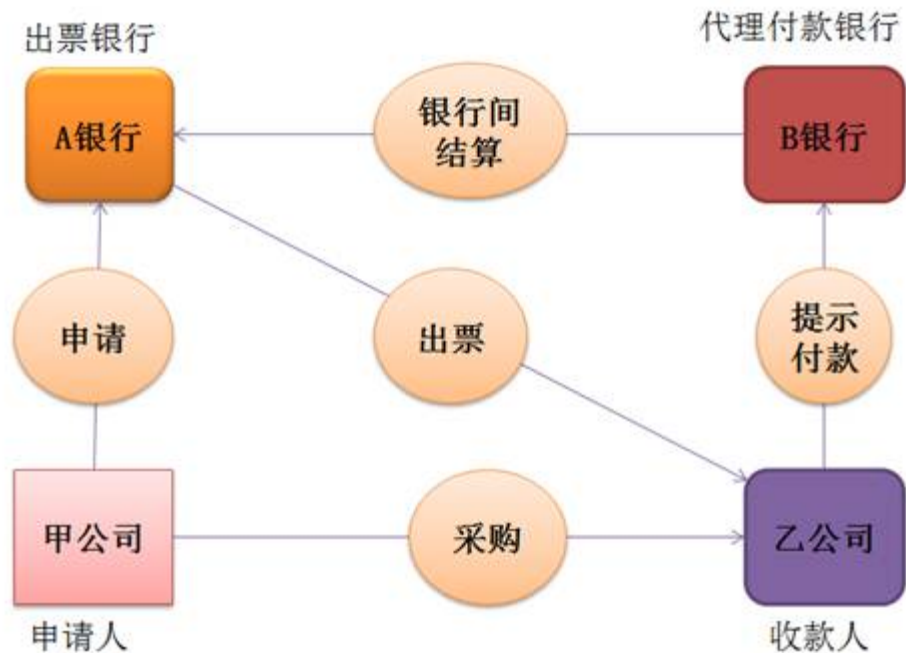 出票银行
代理付款银行
A银行
银行间
结算
B银行
申请
出票
提示
付款
甲公司
采购
乙公司
申请人
收款人